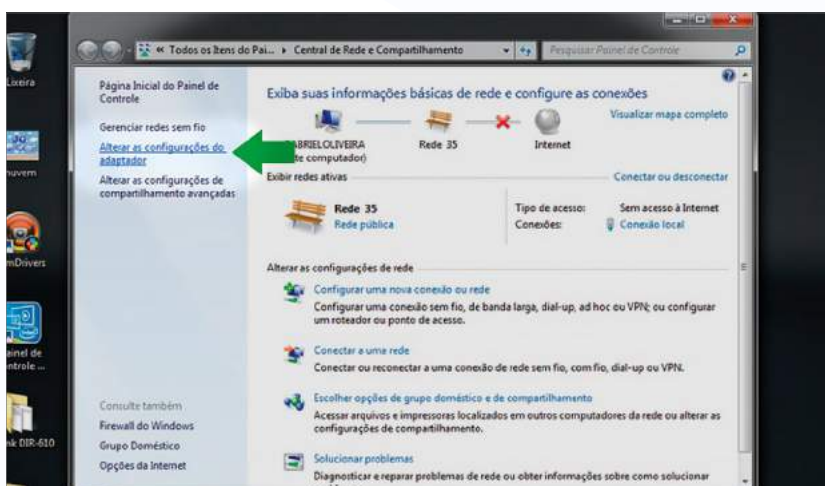 Lixeira
nuvem
mDrivers
ainel de
ntrole ...
nk DIR-610
« Todos os Itens do Pai... ▸ Central de Rede e Compartilhamento
Pesquisar Painel de Controle
Página Inicial do Painel de
Controle
Gerenciar redes sem fio
Alterar as configurações do
adaptador
Alterar as configurações de
compartilhamento avançadas
Consulte também
Firewall do Windows
Grupo Doméstico
Opções da Internet
Exiba suas informações básicas de rede e configure as conexões
Visualizar mapa completo
ABRIELOLIVEIRA
te computador)
Rede 35
Internet
Exibir redes ativas
Conectar ou desconectar
Rede 35
Rede pública
Tipo de acesso: Sem acesso à Internet
Conexões: Conexão local
Alterar as configurações de rede
Configurar uma nova conexão ou rede
Configurar uma conexão sem fio, de banda larga, dial-up, ad hoc ou VPN; ou configurar
um roteador ou ponto de acesso.
Conectar a uma rede
Conectar ou reconectar a uma conexão de rede sem fio, com fio, dial-up ou VPN.
Escolher opções de grupo doméstico e de compartilhamento
Acessar arquivos e impressoras localizados em outros computadores da rede ou alterar as
configurações de compartilhamento.
Solucionar problemas
Diagnosticar e reparar problemas de rede ou obter informações sobre como solucionar